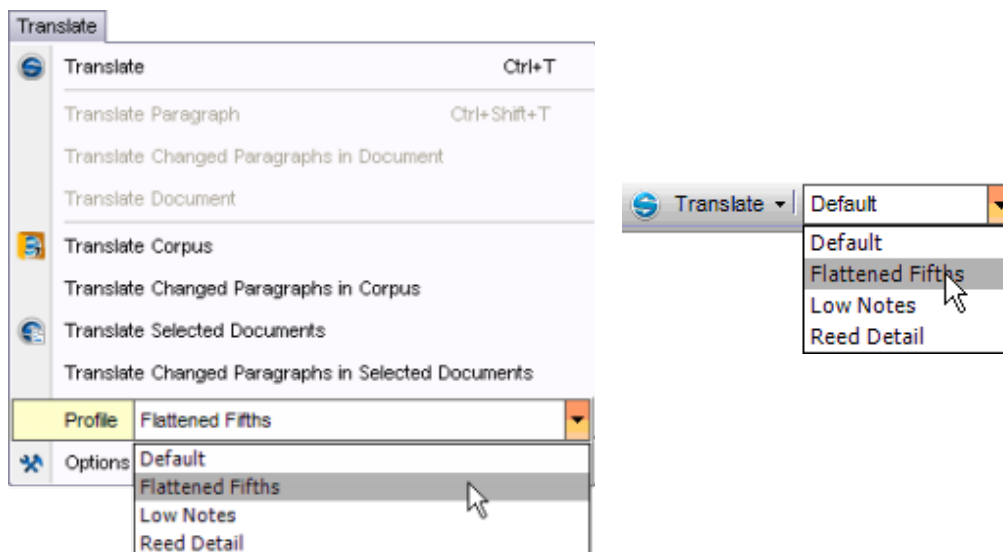 Translate
Translate Ctrl+T
Translate Paragraph Ctrl+Shift+T
Translate Changed Paragraphs in Document
Translate Document
Translate Corpus
Translate Changed Paragraphs in Corpus
Translate Selected Documents
Translate Changed Paragraphs in Selected Documents
Profile Flattened Fifths
Options
Default
Flattened Fifths
Low Notes
Reed Detail
Translate Default
Default
Flattened Fifths
Low Notes
Reed Detail